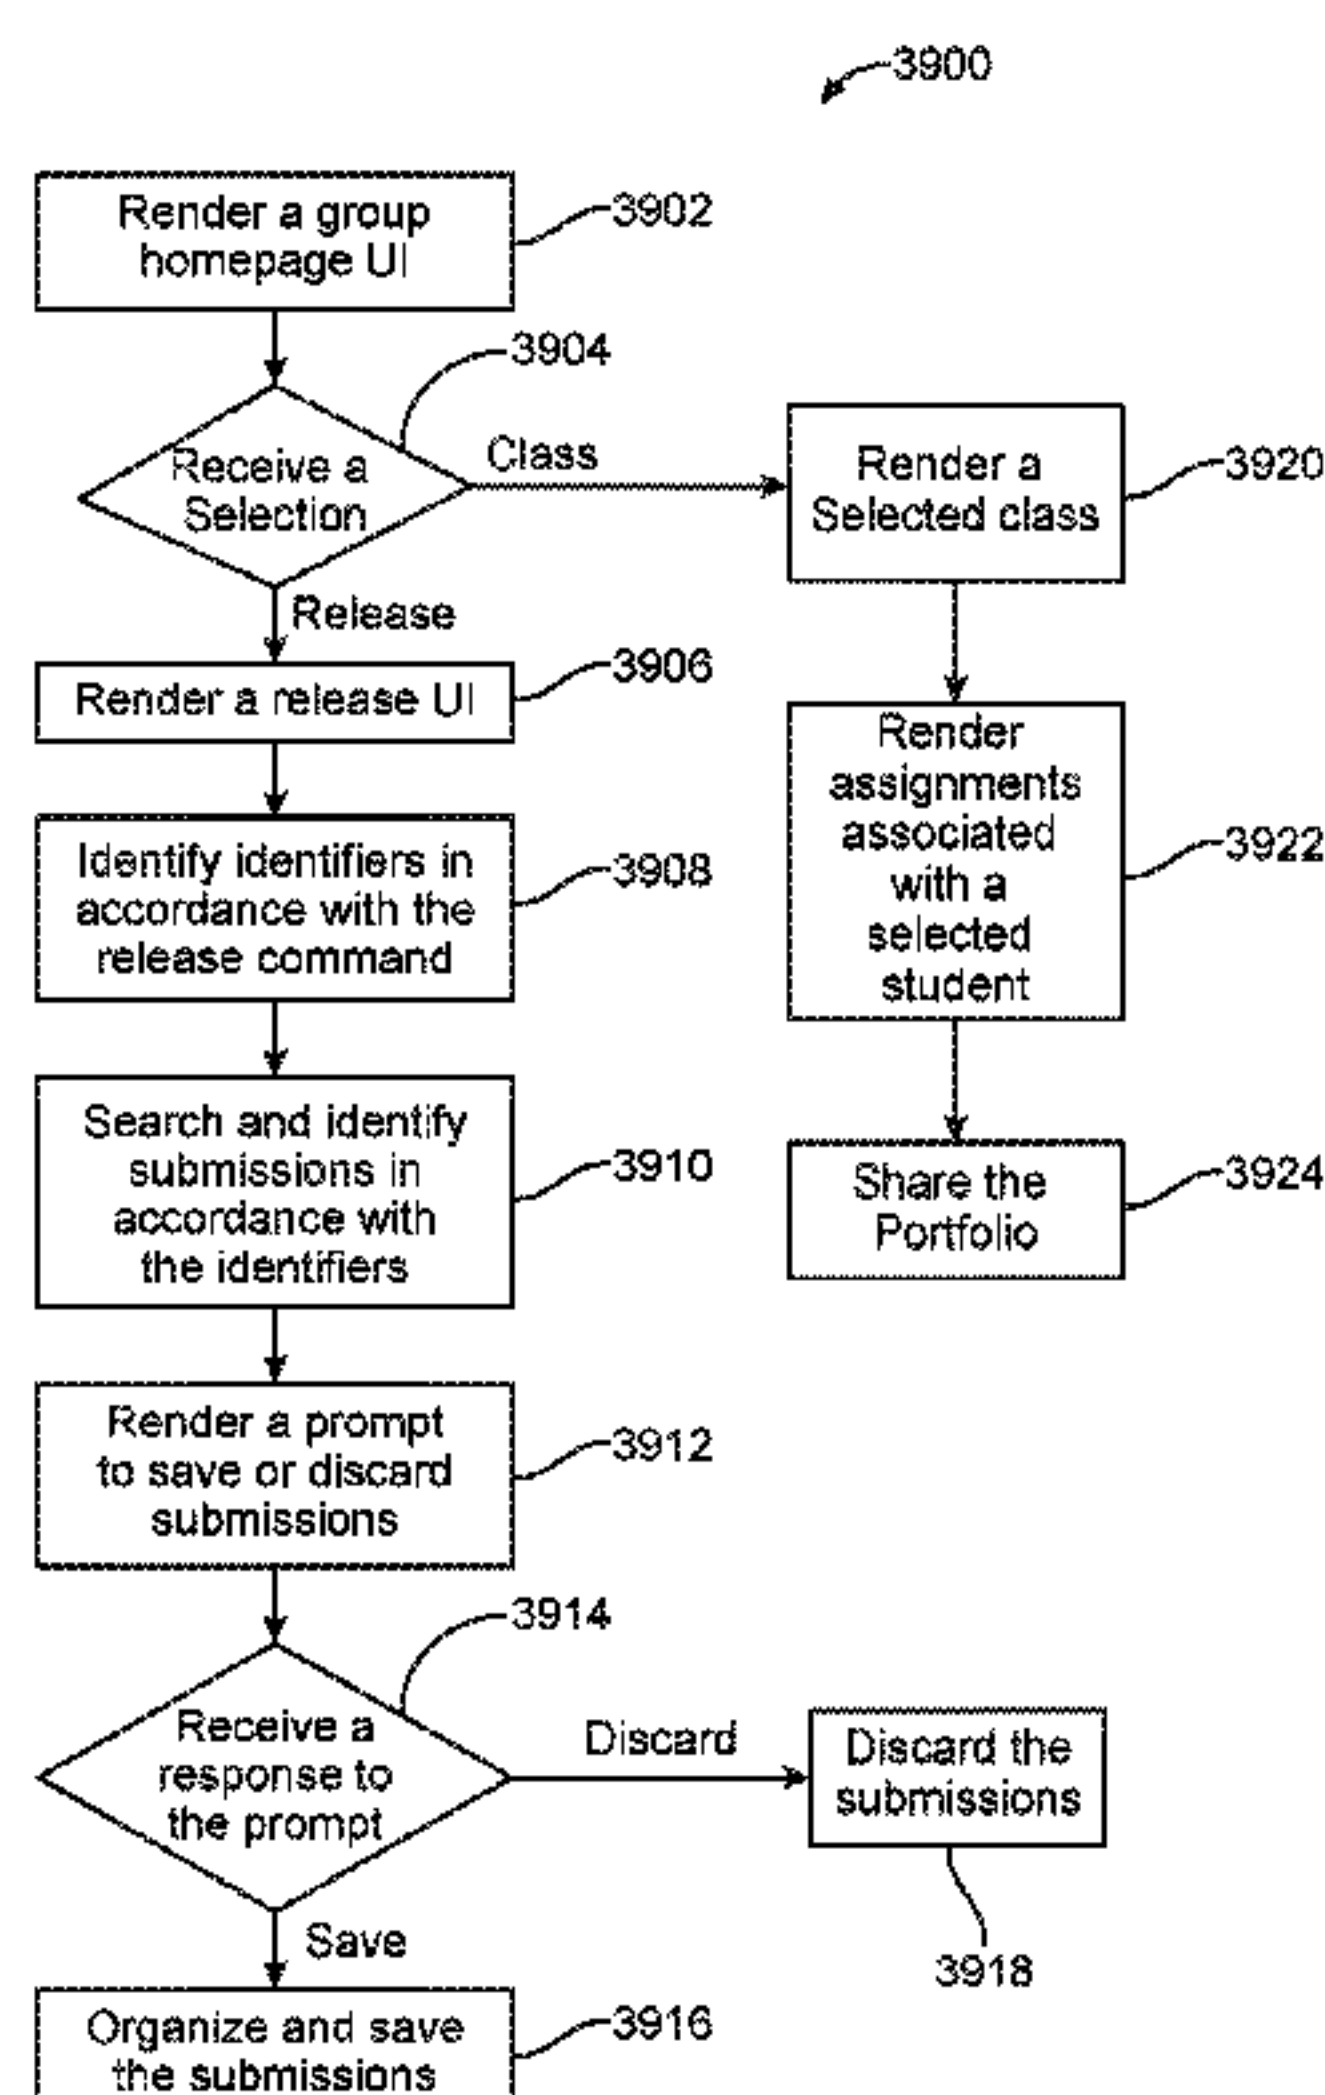 3900
Render a group
homepage UI
3902
3904
Receive a
Selection
Class
Render a
Selected class
3920
Release
Render a release UI
3906
Identify identifiers in
accordance with the
release command
3908
Render
assignments
associated
with a
selected
student
3922
Search and identify
submissions in
accordance with
the identifiers
3910
Share the
Portfolio
3924
Render a prompt
to save or discard
submissions
3912
3914
Receive a
response to
the prompt
Discard
Discard the
submissions
3918
Save
Organize and save
the submissions
3916